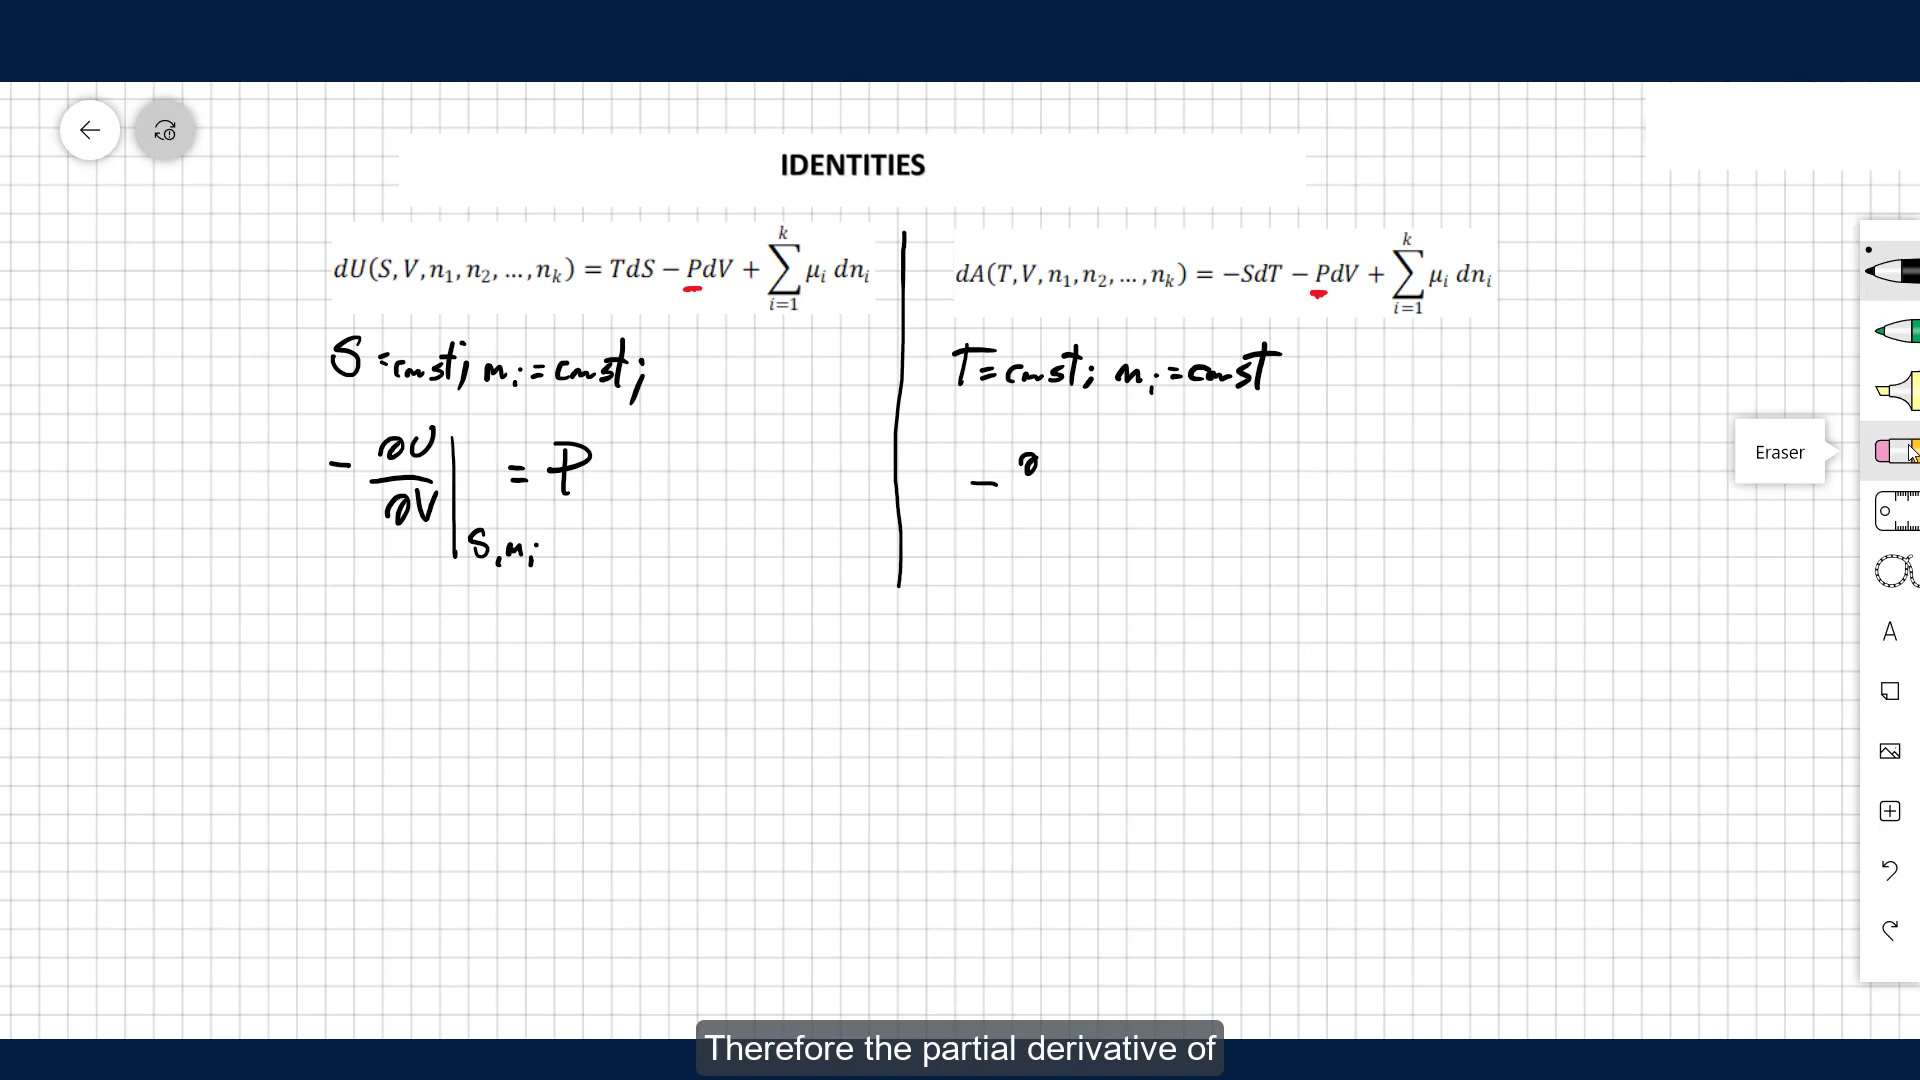 IDENTITIES
dU(S, V, n₁, n₂, …, nₖ) = TdS − PdV + ∑ᵢ₌₁ᵏ μᵢ dnᵢ
S = const; nᵢ = const;
− ∂U/∂V |S, nᵢ = P
dA(T, V, n₁, n₂, …, nₖ) = −SdT − PdV + ∑ᵢ₌₁ᵏ μᵢ dnᵢ
T = const; nᵢ = const
− ∂
Eraser
A
Therefore the partial derivative of